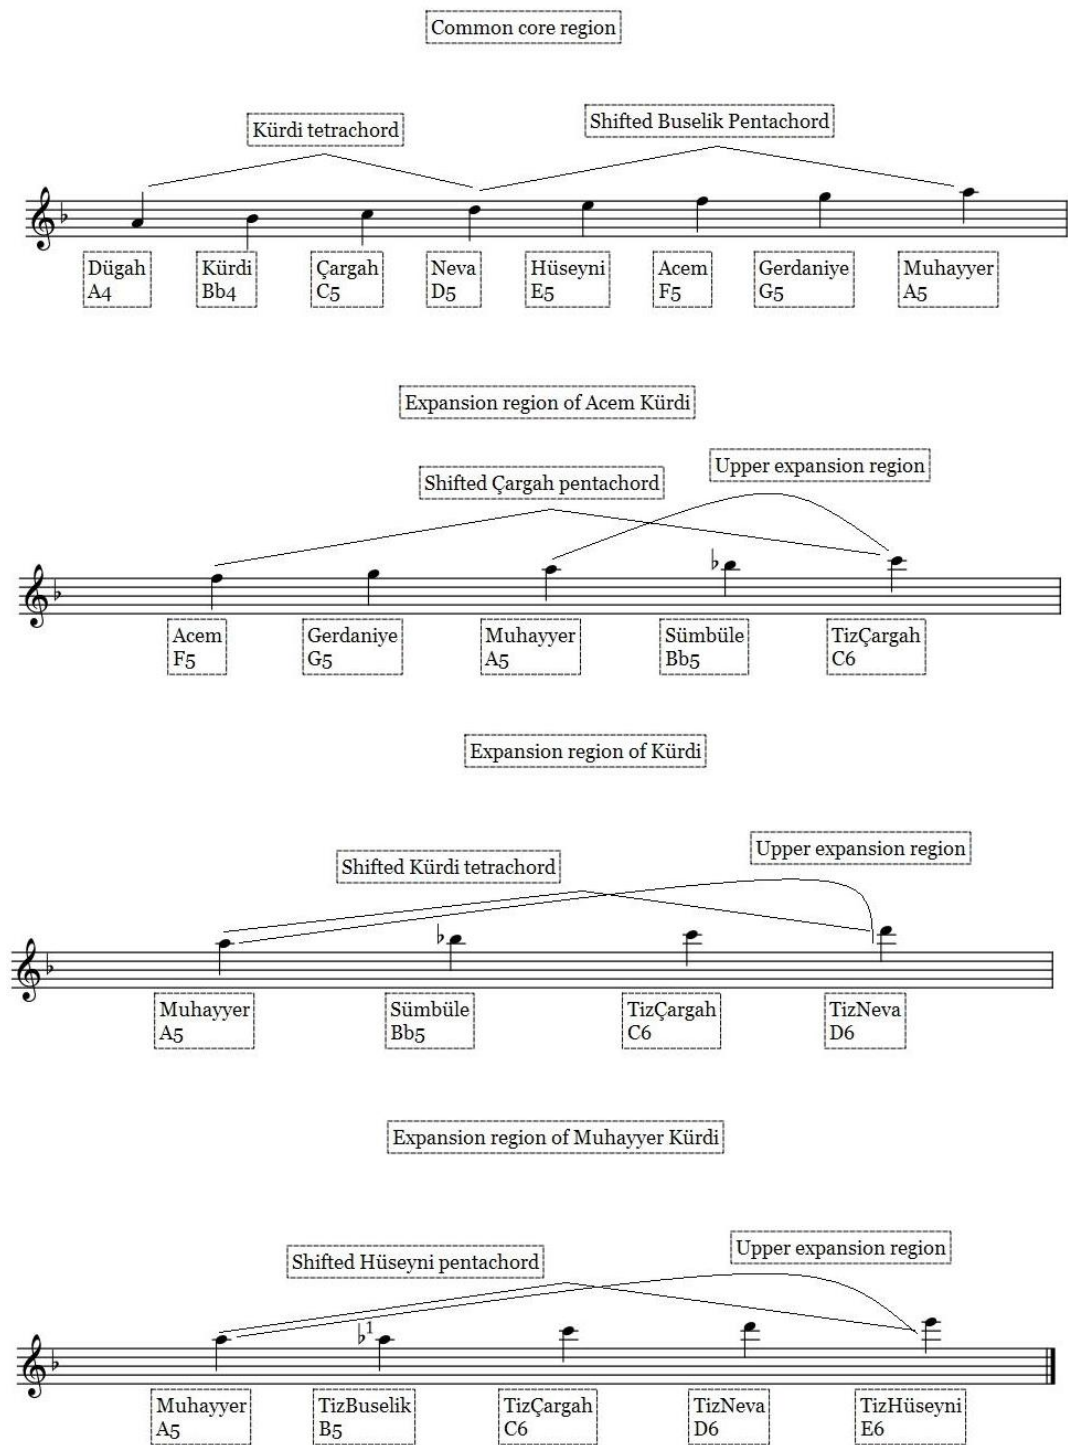 Common core region
Kürdi tetrachord
Shifted Buselik Pentachord
Dügah
A4
Kürdi
Bb4
Çargah
C5
Neva
D5
Hüseyni
E5
Acem
F5
Gerdaniye
G5
Muhayyer
A5
Expansion region of Acem Kürdi
Upper expansion region
Shifted Çargah pentachord
Acem
F5
Gerdaniye
G5
Muhayyer
A5
Sümbüle
Bb5
TizÇargah
C6
Expansion region of Kürdi
Upper expansion region
Shifted Kürdi tetrachord
Muhayyer
A5
Sümbüle
Bb5
TizÇargah
C6
TizNeva
D6
Expansion region of Muhayyer Kürdi
Upper expansion region
Shifted Hüseyni pentachord
1
Muhayyer
A5
TizBuselik
B5
TizÇargah
C6
TizNeva
D6
TizHüseyni
E6